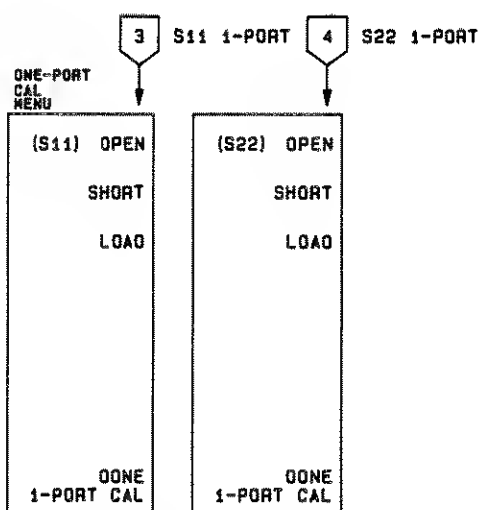 3 S11 1-PORT 4 S22 1-PORT
ONE-PORT
CAL
MENU
(S11) OPEN
SHORT
LOAD
DONE
1-PORT CAL
(S22) OPEN
SHORT
LOAD
DONE
1-PORT CAL